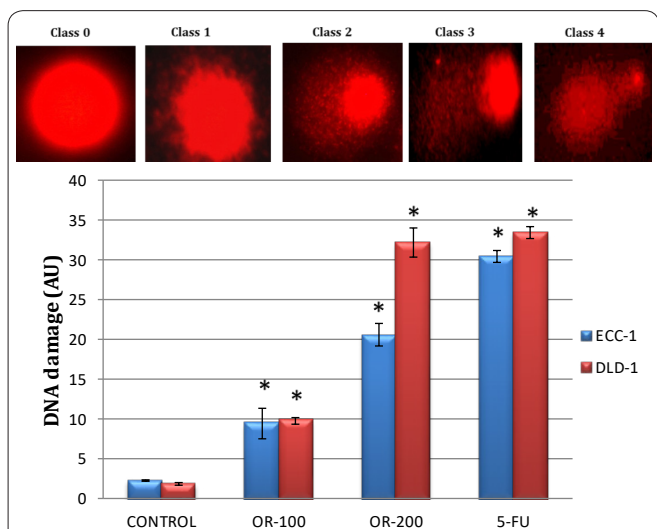 Class 0 Class 1 Class 2 Class 3 Class 4
40
35
30
25
20
15
10
5
0
DNA damage (AU)
* * * * * *
ECC-1
DLD-1
CONTROL OR-100 OR-200 5-FU